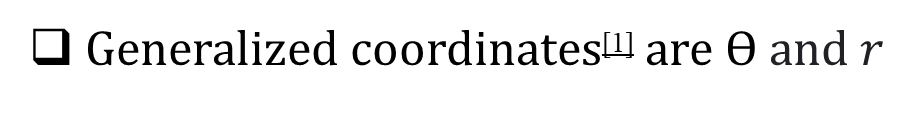 ❑ Generalized coordinates[1] are Θ and r